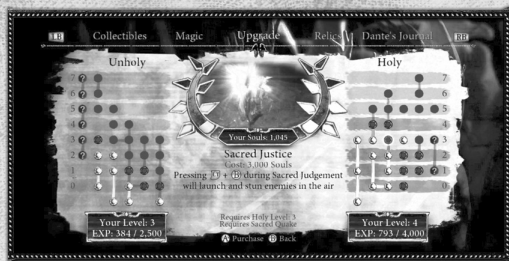 LB Collectibles Magic Upgrade Relics Dante's Journal RB
Unholy
Holy
7 ?
7
6 ?
6
5 ?
5
4 ?
4
3 ?
3
2
2
1
1
0
0
Your Souls: 1,045
Sacred Justice
Cost: 3,000 Souls
Pressing + B during Sacred Judgement
will launch and stun enemies in the air
Requires Holy Level: 3
Requires Sacred Quake
A Purchase B Back
Your Level: 3
EXP: 384 / 2,500
Your Level: 4
EXP: 793 / 4,000